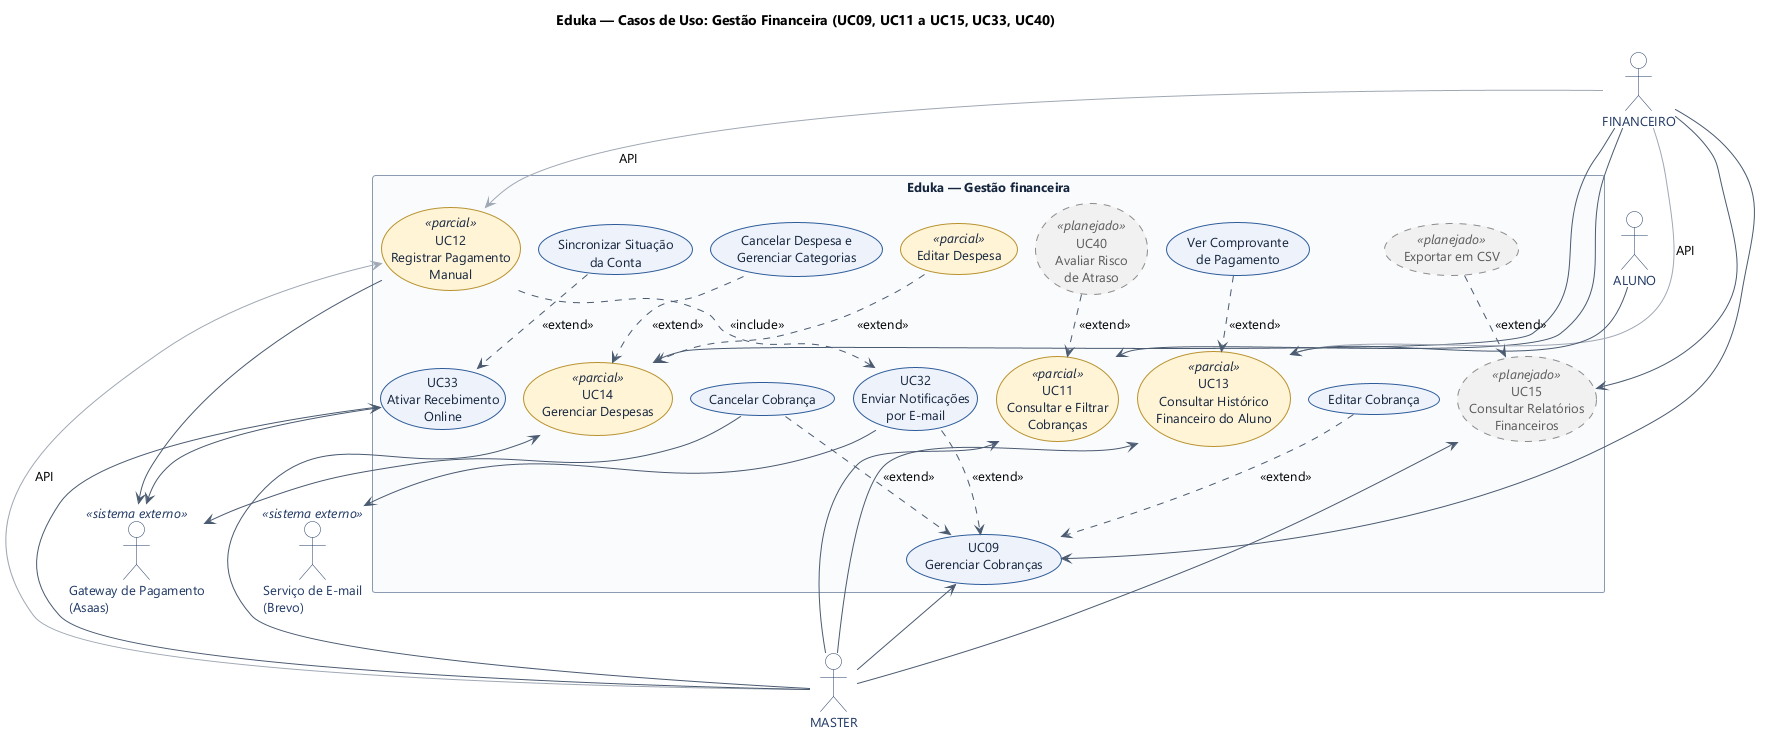 Eduka — Casos de Uso: Gestão Financeira (UC09, UC11 a UC15, UC33, UC40)
FINANCEIRO
API
Eduka — Gestão financeira
«parcial»
UC12
Registrar Pagamento
Manual
Sincronizar Situação
da Conta
Cancelar Despesa e
Gerenciar Categorias
«parcial»
Editar Despesa
«planejado»
UC40
Avaliar Risco
de Atraso
Ver Comprovante
de Pagamento
«planejado»
Exportar em CSV
API
ALUNO
«extend»
«extend»
«include»
«extend»
«extend»
«extend»
«extend»
UC33
Ativar Recebimento
Online
«parcial»
UC14
Gerenciar Despesas
Cancelar Cobrança
UC32
Enviar Notificações
por E-mail
«parcial»
UC11
Consultar e Filtrar
Cobranças
«parcial»
UC13
Consultar Histórico
Financeiro do Aluno
Editar Cobrança
«planejado»
UC15
Consultar Relatórios
Financeiros
API
«extend»
«extend»
«extend»
«sistema externo»
Gateway de Pagamento
(Asaas)
«sistema externo»
Serviço de E-mail
(Brevo)
UC09
Gerenciar Cobranças
MASTER